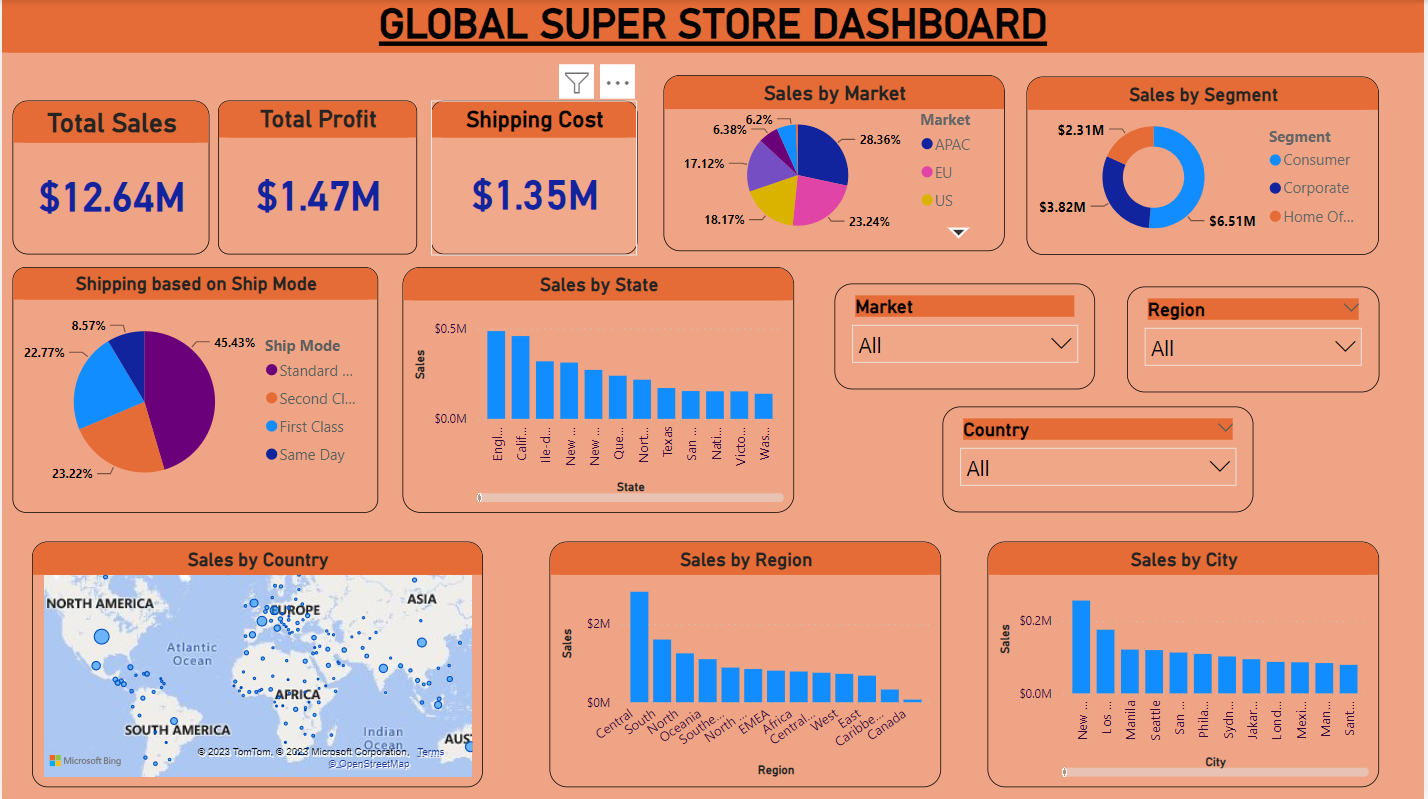 GLOBAL SUPER STORE DASHBOARD
Total Sales
$12.64M
Total Profit
$1.47M
Shipping Cost
$1.35M
Sales by Market
6.2%
6.38%
28.36%
17.12%
18.17%
23.24%
Market
APAC
EU
US
Sales by Segment
$2.31M
$3.82M
$6.51M
Segment
Consumer
Corporate
Home Of...
Shipping based on Ship Mode
8.57%
45.43%
22.77%
23.22%
Ship Mode
Standard ...
Second Cl...
First Class
Same Day
Sales by State
Sales
$0.5M
$0.0M
Engl...
Calif...
Ile-d...
New ...
New ...
Que...
Nort...
Texas
San ...
Nati...
Victo...
Was...
State
Market
All
Region
All
Country
All
Sales by Country
NORTH AMERICA
EUROPE
ASIA
Atlantic
Ocean
AFRICA
SOUTH AMERICA
Indian
Ocean
AUS
Microsoft Bing
© 2023 TomTom, © 2023 Microsoft Corporation, Terms
© OpenStreetMap
Sales by Region
Sales
$2M
$0M
Central
South
North
Oceania
Southe...
North ...
EMEA
Africa
Central...
West
East
Caribbe...
Canada
Region
Sales by City
Sales
$0.2M
$0.0M
New ...
Los ...
Manila
Seattle
San ...
Phila...
Sydn...
Jakar...
Lond...
Mexi...
Man...
Sant...
City